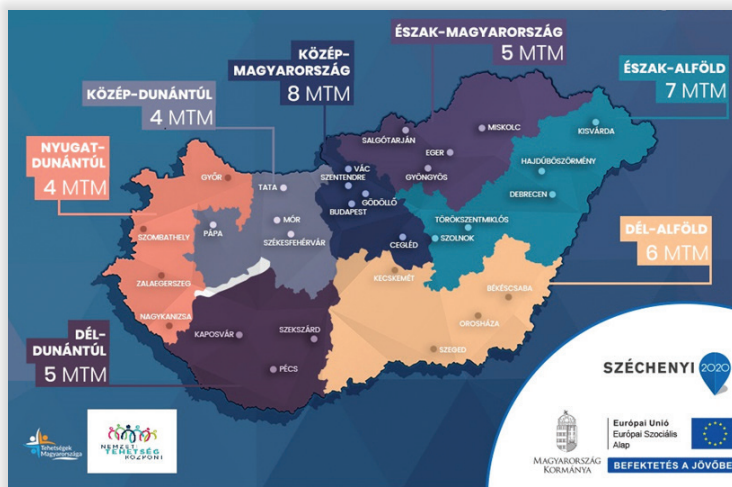 ÉSZAK-MAGYARORSZÁG
5 MTM
KÖZÉP-
MAGYARORSZÁG
8 MTM
ÉSZAK-ALFÖLD
7 MTM
KÖZÉP-DUNÁNTÚL
4 MTM
NYUGAT-
DUNÁNTÚL
4 MTM
DÉL-ALFÖLD
6 MTM
DÉL-
DUNÁNTÚL
5 MTM
KISVÁRDA
MISKOLC
SALGÓTARJÁN
EGER
GYÖNGYÖS
HAJDÚBÖSZÖRMÉNY
DEBRECEN
VÁC
SZENTENDRE
GÖDÖLLŐ
BUDAPEST
CEGLÉD
TÖRÖKSZENTMIKLÓS
SZOLNOK
GYŐR
TATA
MÓR
PÁPA
SZÉKESFEHÉRVÁR
SZOMBATHELY
ZALAEGERSZEG
NAGYKANIZSA
KAPOSVÁR
SZEKSZÁRD
PÉCS
KECSKEMÉT
BÉKÉSCSABA
OROSHÁZA
SZEGED
Tehetségek
Magyarországa
NEMZETI
TEHETSÉG
KÖZPONT
SZÉCHENYI 2020
MAGYARORSZÁG
KORMÁNYA
Európai Unió
Európai Szociális
Alap
BEFEKTETÉS A JÖVŐBE